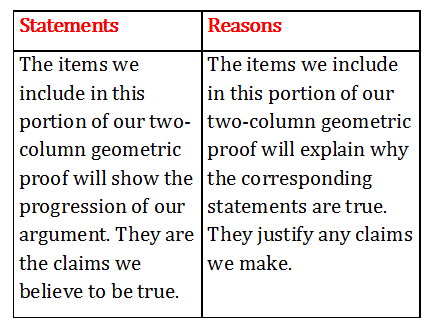 Statements
Reasons
The items we
include in this
portion of our two-
column geometric
proof will show the
progression of our
argument. They are
the claims we
believe to be true.
The items we include
in this portion of our
two-column geometric
proof will explain why
the corresponding
statements are true.
They justify any claims
we make.